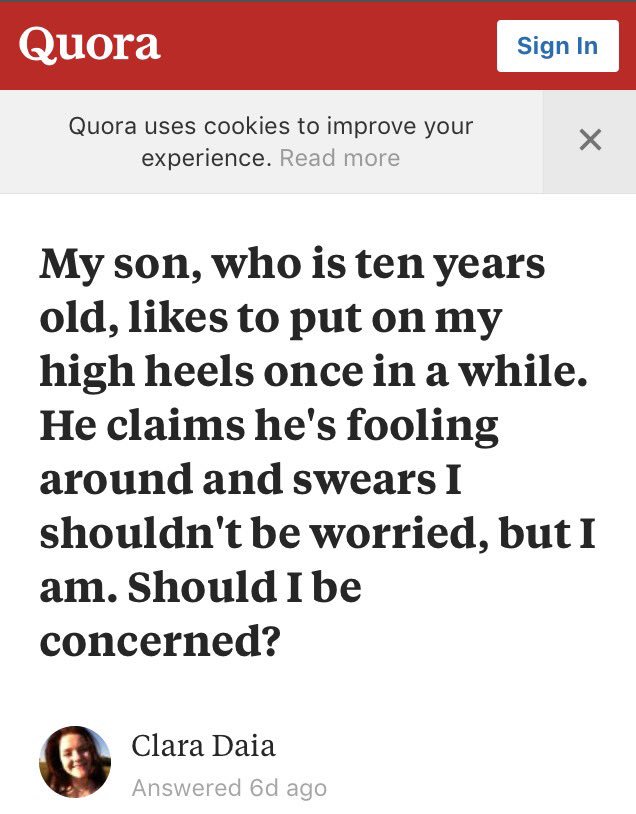 Quora
Sign In
Quora uses cookies to improve your
experience. Read more
My son, who is ten years
old, likes to put on my
high heels once in a while.
He claims he's fooling
around and swears I
shouldn't be worried, but I
am. Should I be
concerned?
Clara Daia
Answered 6d ago